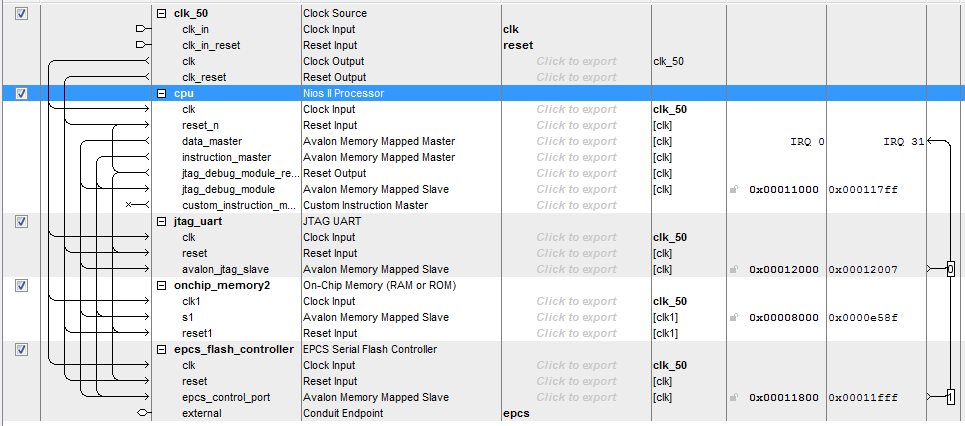 clk_50 Clock Source
clk_in Clock Input clk
clk_in_reset Reset Input reset
clk Clock Output Click to export clk_50
clk_reset Reset Output Click to export
cpu Nios II Processor
clk Clock Input Click to export clk_50
reset_n Reset Input Click to export [clk]
data_master Avalon Memory Mapped Master Click to export [clk] IRQ 0 IRQ 31
instruction_master Avalon Memory Mapped Master Click to export [clk]
jtag_debug_module_re... Reset Output Click to export [clk]
jtag_debug_module Avalon Memory Mapped Slave Click to export [clk] 0x00011000 0x000117ff
custom_instruction_m... Custom Instruction Master Click to export
jtag_uart JTAG UART
clk Clock Input Click to export clk_50
reset Reset Input Click to export [clk]
avalon_jtag_slave Avalon Memory Mapped Slave Click to export [clk] 0x00012000 0x00012007 0
onchip_memory2 On-Chip Memory (RAM or ROM)
clk1 Clock Input Click to export clk_50
s1 Avalon Memory Mapped Slave Click to export [clk1] 0x00008000 0x0000e58f
reset1 Reset Input Click to export [clk1]
epcs_flash_controller EPCS Serial Flash Controller
clk Clock Input Click to export clk_50
reset Reset Input Click to export [clk]
epcs_control_port Avalon Memory Mapped Slave Click to export [clk] 0x00011800 0x00011fff 1
external Conduit Endpoint epcs